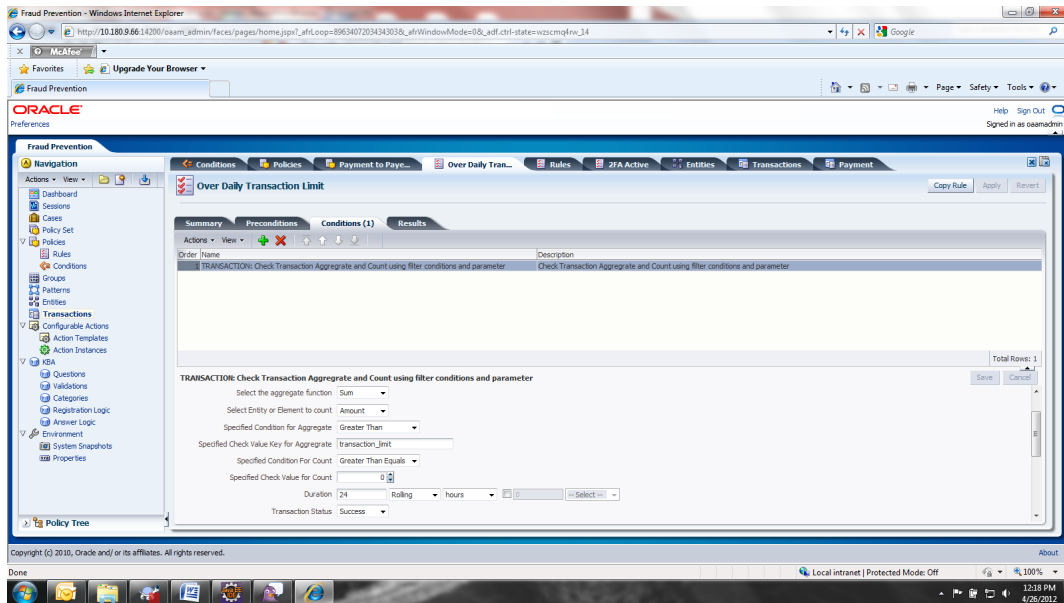 Fraud Prevention - Windows Internet Explorer
http://10.180.9.66:14200/oaam_admin/faces/pages/home.jspx?_afrLoop=896340720343430&_afrWindowMode=0&_adf.ctrl-state=wzscmq4rw_14
Google
McAfee
Favorites Upgrade Your Browser
Fraud Prevention Page Safety Tools
ORACLE Help Sign Out
Preferences Signed in as oaamadmin
Fraud Prevention
Navigation
Conditions Policies Payment to Paye... Over Daily Tran... Rules 2FA Active Entities Transactions Payment
Actions View
Over Daily Transaction Limit Copy Rule Apply Revert
Dashboard
Sessions
Cases
Policy Set
Policies
Rules
Conditions
Groups
Patterns
Entities
Transactions
Configurable Actions
Action Templates
Action Instances
KBA
Questions
Validations
Categories
Registration Logic
Answer Logic
Environment
System Snapshots
Properties
Policy Tree
Summary Preconditions Conditions (1) Results
Actions View
Order Name Description
1 TRANSACTION: Check Transaction Aggregrate and Count using filter conditions and parameter Check Transaction Aggregrate and Count using filter conditions and parameter
Total Rows: 1
TRANSACTION: Check Transaction Aggregrate and Count using filter conditions and parameter Save Cancel
Select the aggregate function Sum
Select Entity or Element to count Amount
Specified Condition for Aggregate Greater Than
Specified Check Value Key for Aggregrate transaction_limit
Specified Condition For Count Greater Than Equals
Specified Check Value for Count 0
Duration 24 Rolling hours 0 -- Select --
Transaction Status Success
Copyright (c) 2010, Oracle and/ or its affiliates. All rights reserved. About
Done Local intranet | Protected Mode: Off 100%
12:18 PM
4/26/2012